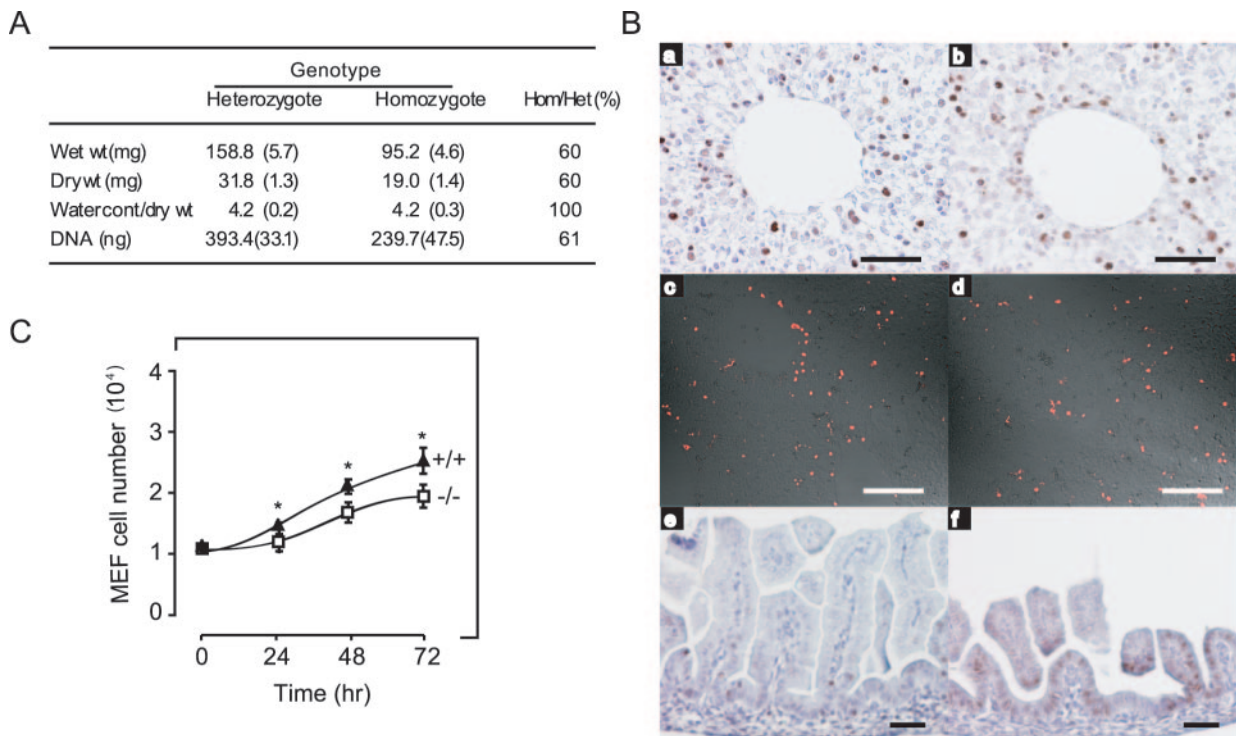 A
Genotype
Heterozygote Homozygote Hom/Het (%)
Wet wt(mg) 158.8 (5.7) 95.2 (4.6) 60
Drywt (mg) 31.8 (1.3) 19.0 (1.4) 60
Watercont/dry wt 4.2 (0.2) 4.2 (0.3) 100
DNA (ng) 393.4(33.1) 239.7(47.5) 61
B
a
b
c
d
e
f
C
MEF cell number (10⁻⁴)
4
3
2
1
0
* * *
+/+
-/-
0 24 48 72
Time (hr)